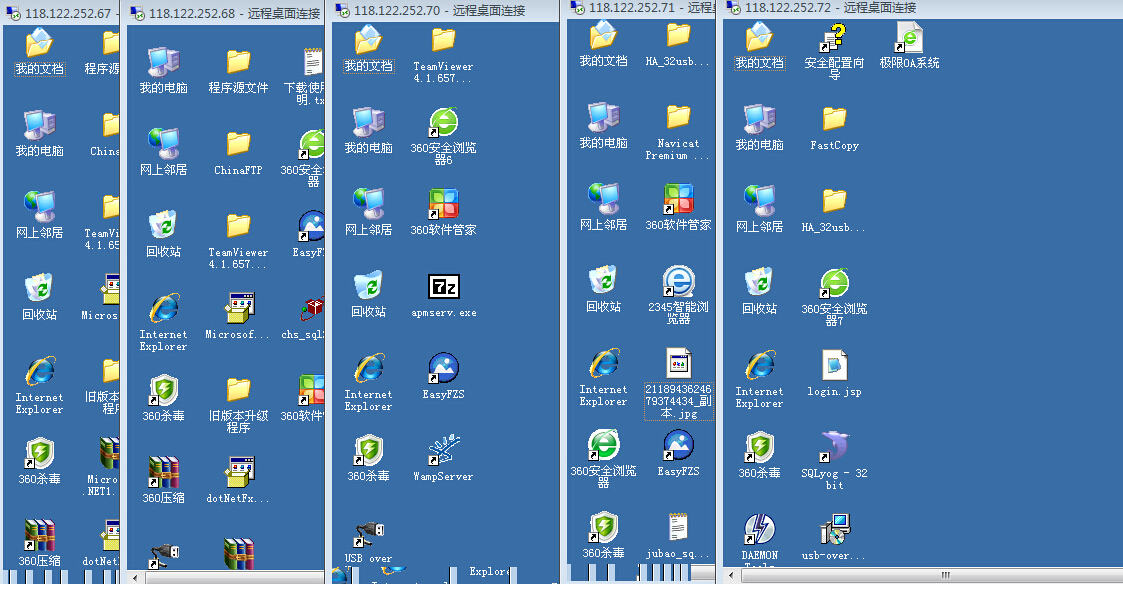 118.122.252.67 -
我的文档
程序源
我的电脑
China
网上邻居
TeamVi
4.1.65
回收站
Micros
Internet
Explorer
旧版本
程序
360杀毒
Micro
.NET1.
360压缩
dotNet
118.122.252.68 - 远程桌面连接
我的电脑
程序源文件
下载使用
明.tx
网上邻居
ChinaFTP
360安全
器
回收站
TeamViewer
4.1.657...
EasyF
Internet
Explorer
Microsof...
chs_sql
360杀毒
旧版本升级
程序
360软件
360压缩
dotNetFx...
118.122.252.70 - 远程桌面连接
我的文档
TeamViewer
4.1.657...
我的电脑
360安全浏览
器6
网上邻居
360软件管家
回收站
apmserv.exe
Internet
Explorer
EasyFZS
360杀毒
WampServer
USB over
Explore
118.122.252.71 - 远程桌面连
我的文档
HA_32usb...
我的电脑
Navicat
Premium ...
网上邻居
360软件管家
回收站
2345智能浏
览器
Internet
Explorer
21189436246
79374434_副
本.jpg
360安全浏览
器
EasyFZS
360杀毒
jubao_sq...
118.122.252.72 - 远程桌面连接
我的文档
安全配置向
导
极限OA系统
我的电脑
FastCopy
网上邻居
HA_32usb...
回收站
360安全浏览
器7
Internet
Explorer
login.jsp
360杀毒
SQLyog - 32
bit
DAEMON
Tools
usb-over...